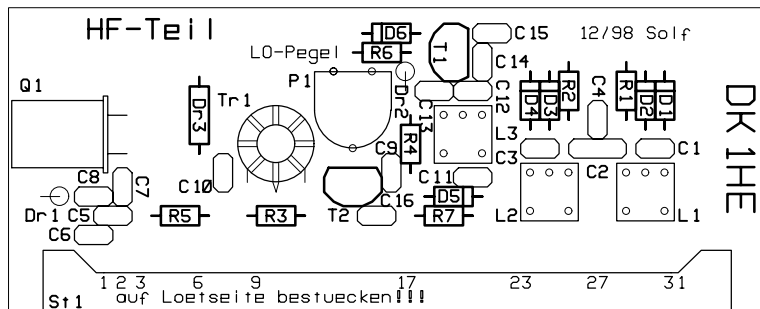 HF-Teil
LO-Pegel
12/98 Solf
DK1HE
Q1
Dr3
Tr1
P1
D6
R6
T1
C15
C14
Dr2
C13
C12
R4
L3
D4
D3
R2
C4
R1
D2
D1
C3
C2
C1
C8
C7
C10
C9
C11
Dr1
C5
C6
R5
R3
T2
C16
D5
R7
L2
L1
1 2 3 6 9 17 23 27 31
St1
auf Loetseite bestuecken!!!